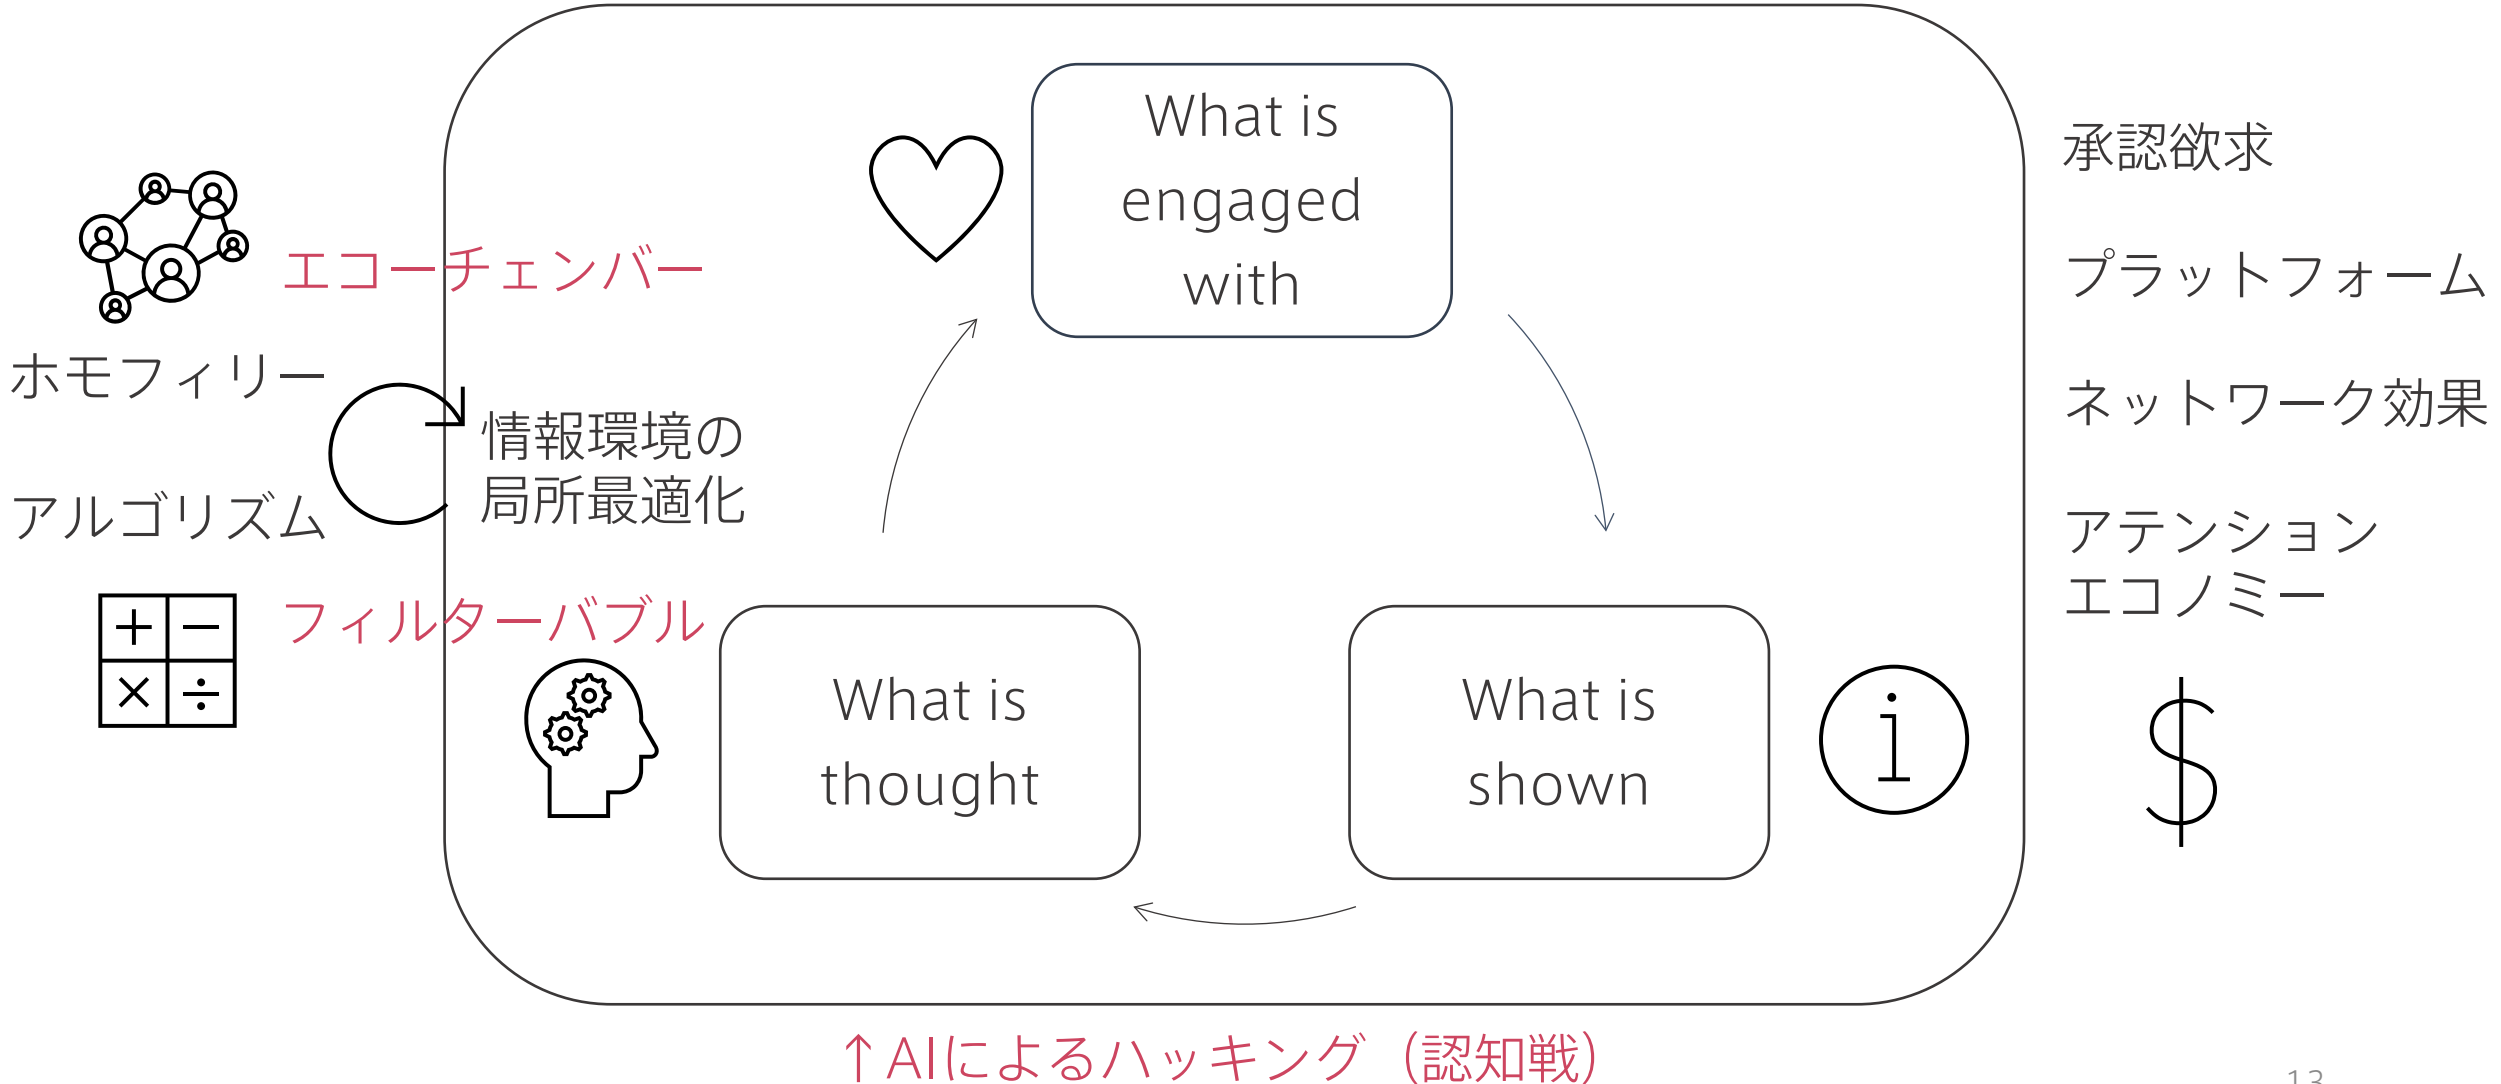 エコーチェンバー
ホモフィリー
情報環境の
局所最適化
アルゴリズム
フィルターバブル
What is
engaged
with
What is
thought
What is
shown
承認欲求
プラットフォーム
ネットワーク効果
アテンション
エコノミー
↑AIによるハッキング (認知戦)
13